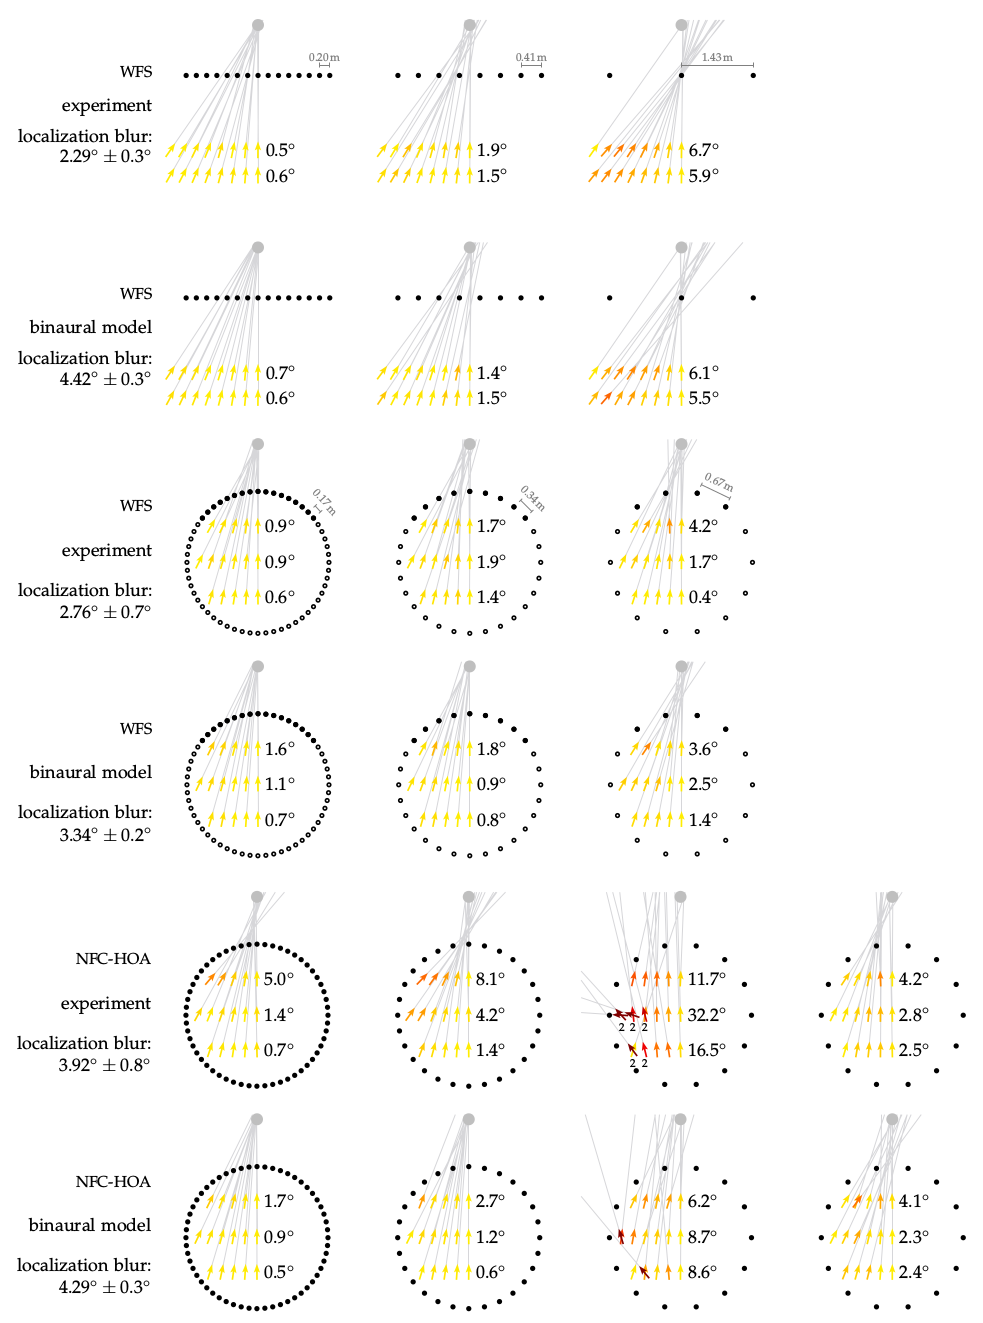 0.20 m 0.41 m 1.43 m
WFS
experiment
localization blur:
2.29° ± 0.3°
0.5° 1.9° 6.7°
0.6° 1.5° 5.9°
WFS
binaural model
localization blur:
4.42° ± 0.3°
0.7° 1.4° 6.1°
0.6° 1.5° 5.5°
0.17 m 0.34 m 0.67 m
WFS
0.9° 1.7° 4.2°
experiment
0.9° 1.9° 1.7°
localization blur:
2.76° ± 0.7°
0.6° 1.4° 0.4°
WFS
1.6° 1.8° 3.6°
binaural model
1.1° 0.9° 2.5°
localization blur:
3.34° ± 0.2°
0.7° 0.8° 1.4°
NFC-HOA
5.0° 8.1° 11.7° 4.2°
experiment
1.4° 4.2° 32.2° 2.8°
2 2 2
localization blur:
3.92° ± 0.8°
0.7° 1.4° 16.5° 2.5°
2 2
NFC-HOA
1.7° 2.7° 6.2° 4.1°
binaural model
0.9° 1.2° 8.7° 2.3°
localization blur:
4.29° ± 0.3°
0.5° 0.6° 8.6° 2.4°